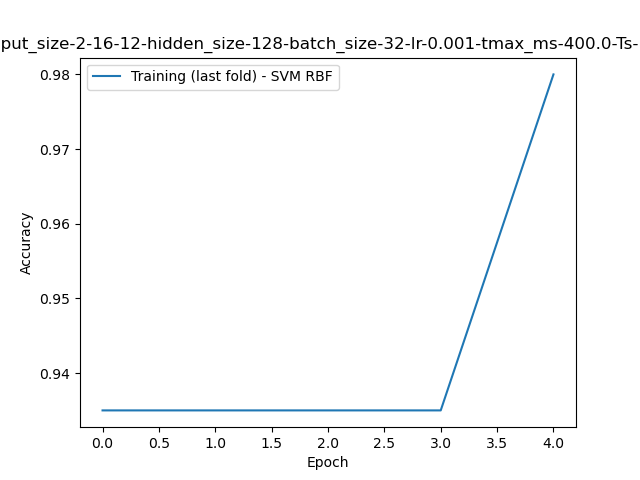 put_size-2-16-12-hidden_size-128-batch_size-32-lr-0.001-tmax_ms-400.0-Ts-
Training (last fold) - SVM RBF
0.98
0.97
0.96
0.95
0.94
Accuracy
0.0 0.5 1.0 1.5 2.0 2.5 3.0 3.5 4.0
Epoch